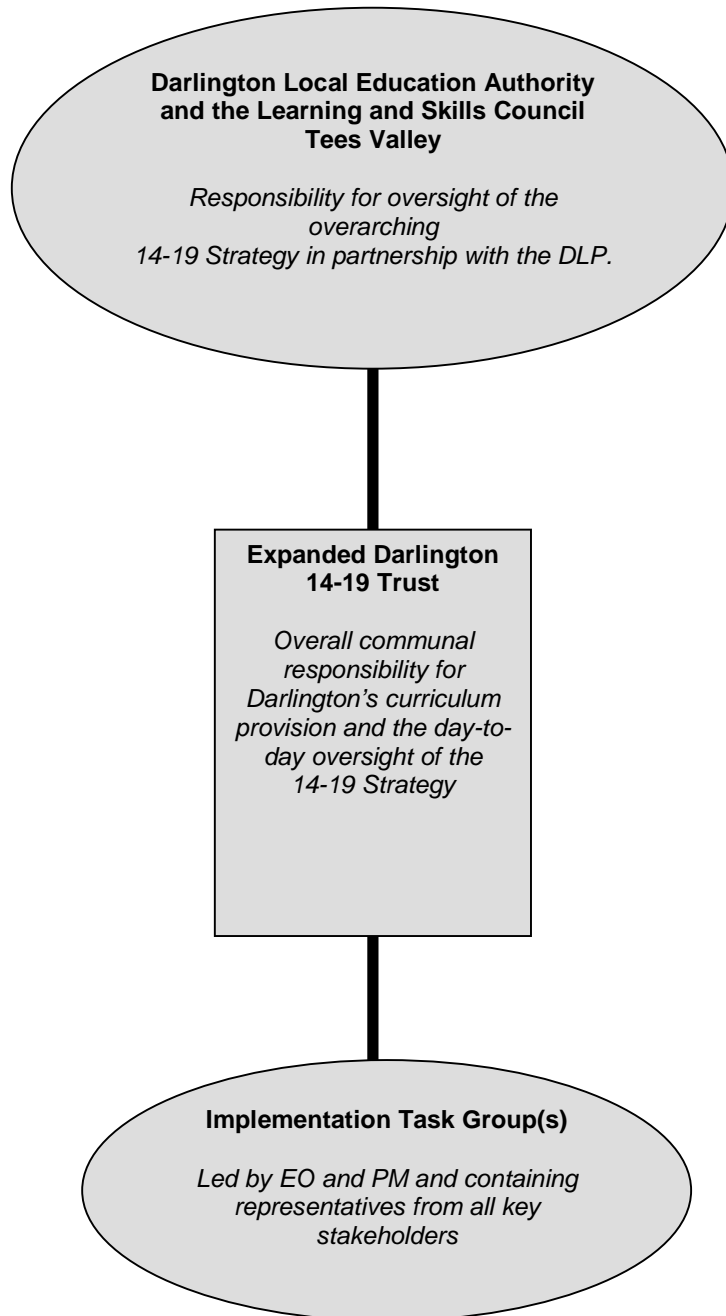 Darlington Local Education Authority
and the Learning and Skills Council
Tees Valley
Responsibility for oversight of the
overarching
14-19 Strategy in partnership with the DLP.
Expanded Darlington
14-19 Trust
Overall communal
responsibility for
Darlington’s curriculum
provision and the day-to-
day oversight of the
14-19 Strategy
Implementation Task Group(s)
Led by EO and PM and containing
representatives from all key
stakeholders